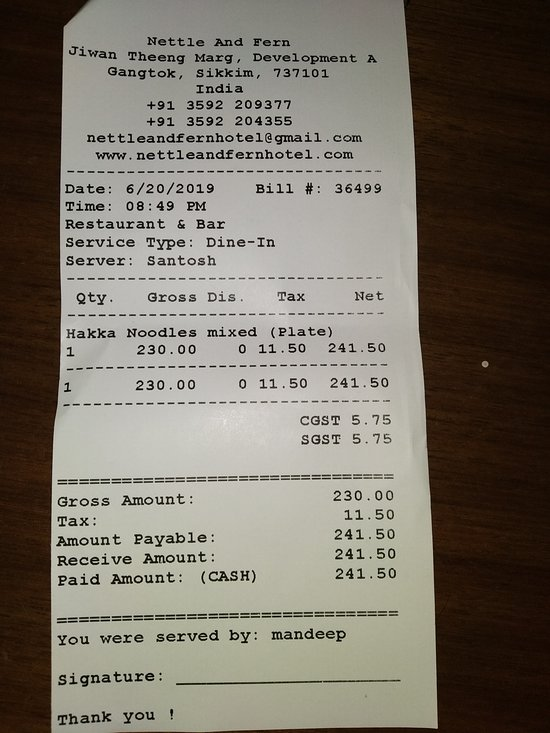 Nettle And Fern
Jiwan Theeng Marg, Development A
Gangtok, Sikkim, 737101
India
+91 3592 209377
+91 3592 204355
nettleandfernhotel@gmail.com
www.nettleandfernhotel.com
--------------------------------
Date: 6/20/2019 Bill #: 36499
Time: 08:49 PM
Restaurant & Bar
Service Type: Dine-In
Server: Santosh
--------------------------------
Qty. Gross Dis. Tax Net
--------------------------------
Hakka Noodles mixed (Plate)
1 230.00 0 11.50 241.50
--------------------------------
1 230.00 0 11.50 241.50
--------------------------------
CGST 5.75
SGST 5.75
================================
Gross Amount: 230.00
Tax: 11.50
Amount Payable: 241.50
Receive Amount: 241.50
Paid Amount: (CASH) 241.50
================================
You were served by: mandeep
Signature: ____________________
Thank you !